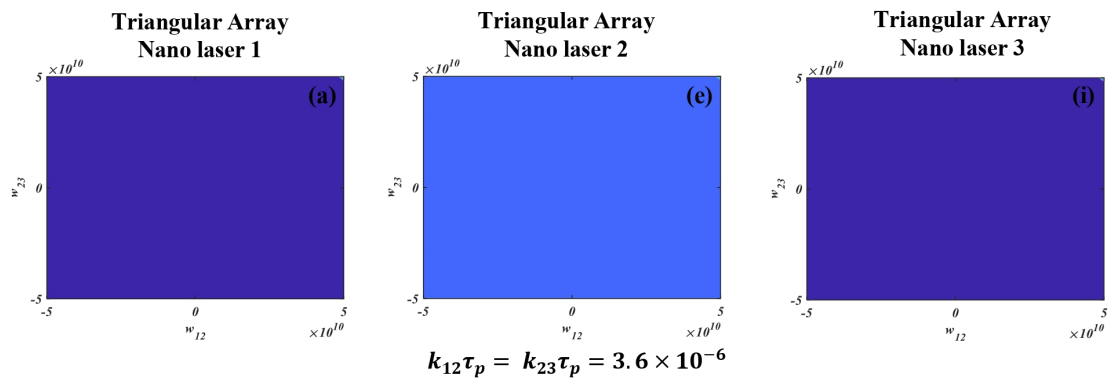 Triangular Array
Nano laser 1
Triangular Array
Nano laser 2
Triangular Array
Nano laser 3
×10¹⁰
5
(a)
w₂₃
0
-5
-5
0
5
w₁₂
×10¹⁰
×10¹⁰
5
(e)
w₂₃
0
-5
-5
0
5
w₁₂
×10¹⁰
×10¹⁰
5
(i)
w₂₃
0
-5
-5
0
5
w₁₂
×10¹⁰
k₁₂τₚ = k₂₃τₚ = 3.6 × 10⁻⁶